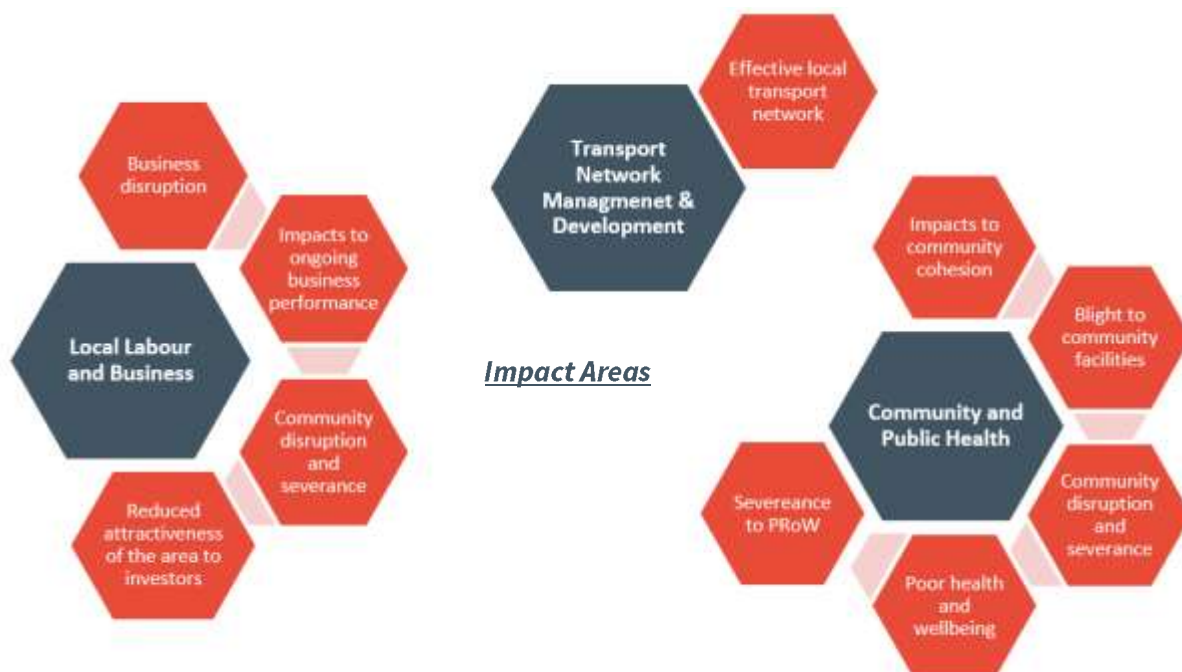 Effective local
transport
network
Transport
Network
Managmenet &
Development
Business
disruption
Impacts to
ongoing
business
performance
Local Labour
and Business
Community
disruption
and
severance
Reduced
attractiveness
of the area to
investors
Impact Areas
Impacts to
community
cohesion
Blight to
community
facilities
Community and
Public Health
Community
disruption
and
severance
Poor health
and
wellbeing
Severeance
to PRoW